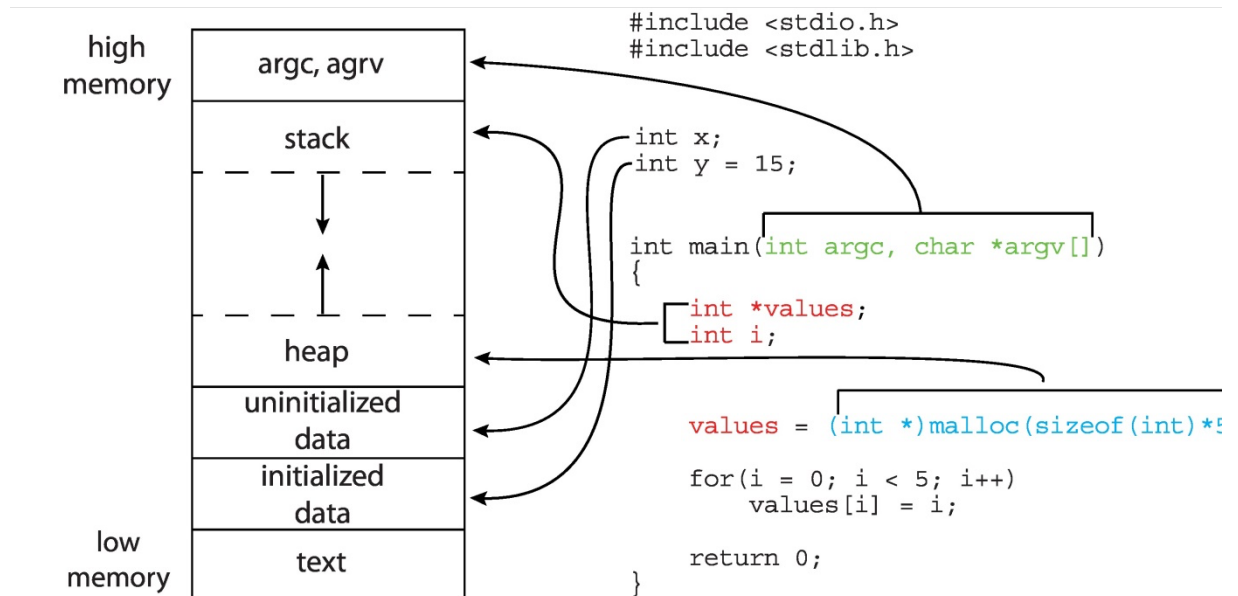 high
memory
argc, agrv
stack
heap
uninitialized
data
initialized
data
low
memory
text
#include <stdio.h>
#include <stdlib.h>
int x;
int y = 15;
int main(int argc, char *argv[])
{
int *values;
int i;
values = (int *)malloc(sizeof(int)*5
for(i = 0; i < 5; i++)
values[i] = i;
return 0;
}